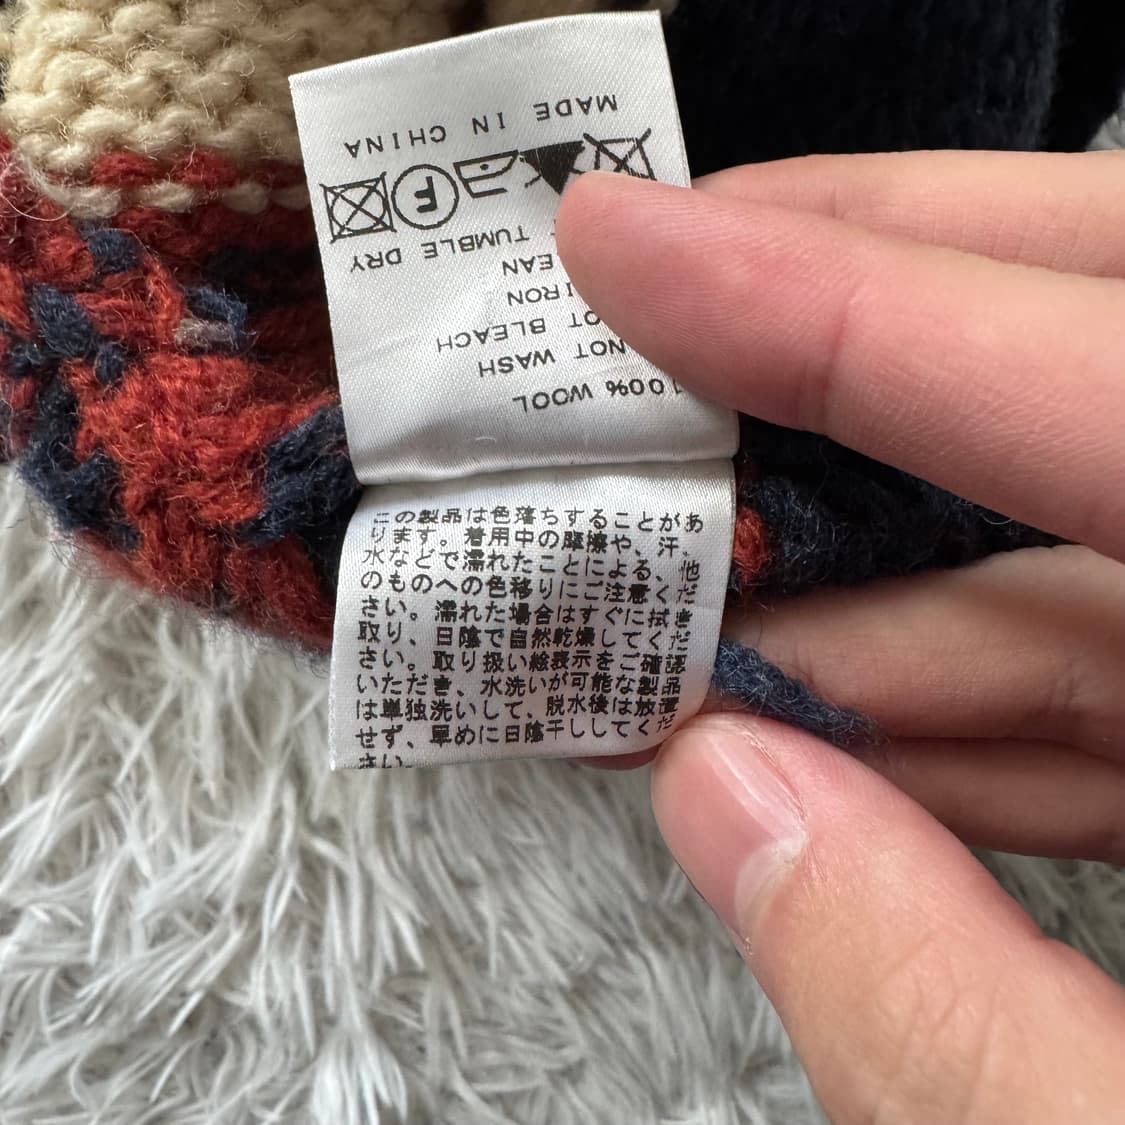 100% WOOL
NOT WASH
NOT BLEACH
IRON
TUMBLE DRY
F
MADE IN CHINA
この製品は色落ちすることがあ
ります。着用中の摩擦や、汗、
水などで濡れたことによる、他
のものへの色移りにご注意くだ
さい。濡れた場合はすぐに拭き
取り、日陰で自然乾燥してくだ
さい。取り扱い絵表示をご確認
いただき、水洗いが可能な製品
は単独洗いして、脱水後は放置
せず、早めに日陰干ししてくだ
さい。